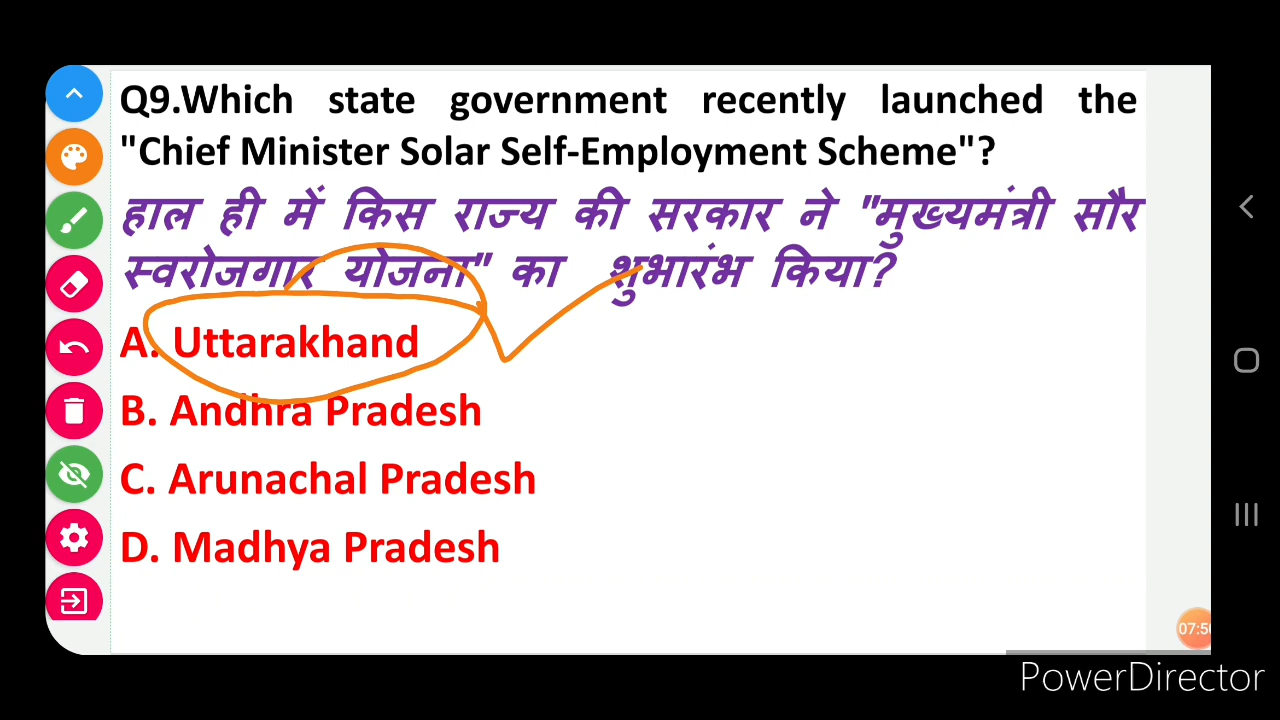 Q9.Which state government recently launched the
"Chief Minister Solar Self-Employment Scheme"?
हाल ही में किस राज्य की सरकार ने "मुख्यमंत्री सौर
स्वरोजगार योजना" का शुभारंभ किया?
A. Uttarakhand
B. Andhra Pradesh
C. Arunachal Pradesh
D. Madhya Pradesh
PowerDirector